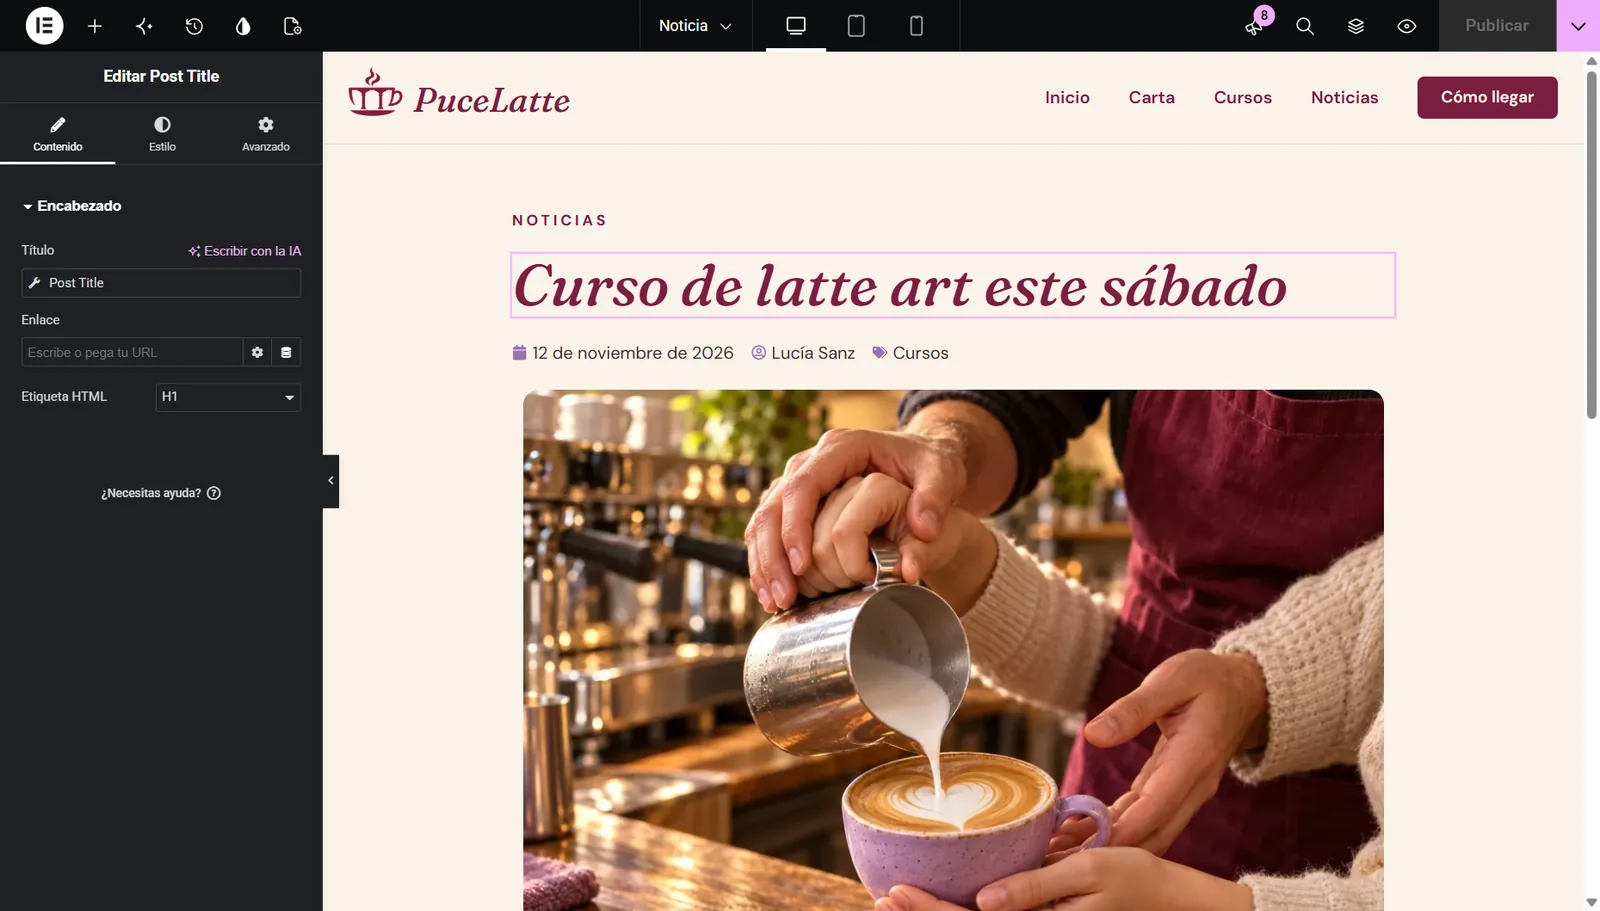 Noticia
8
Publicar
Editar Post Title
Contenido
Estilo
Avanzado
Encabezado
Título
Escribir con la IA
Post Title
Enlace
Escribe o pega tu URL
Etiqueta HTML
H1
¿Necesitas ayuda?
PuceLatte
Inicio
Carta
Cursos
Noticias
Cómo llegar
NOTICIAS
Curso de latte art este sábado
12 de noviembre de 2026
Lucía Sanz
Cursos